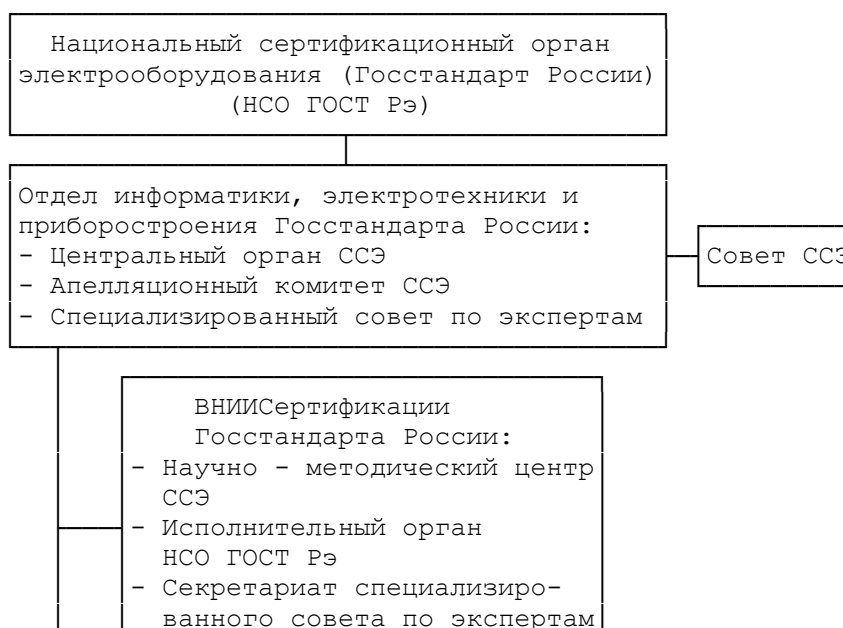 Национальный сертификационный орган
электрооборудования (Госстандарт России)
(НСО ГОСТ Рэ)
Отдел информатики, электротехники и
приборостроения Госстандарта России:
- Центральный орган ССЭ
- Апелляционный комитет ССЭ
- Специализированный совет по экспертам
Совет ССЭ
ВНИИСертификации
Госстандарта России:
- Научно - методический центр
ССЭ
- Исполнительный орган
НСО ГОСТ Рэ
- Секретариат специализиро-
ванного совета по экспертам